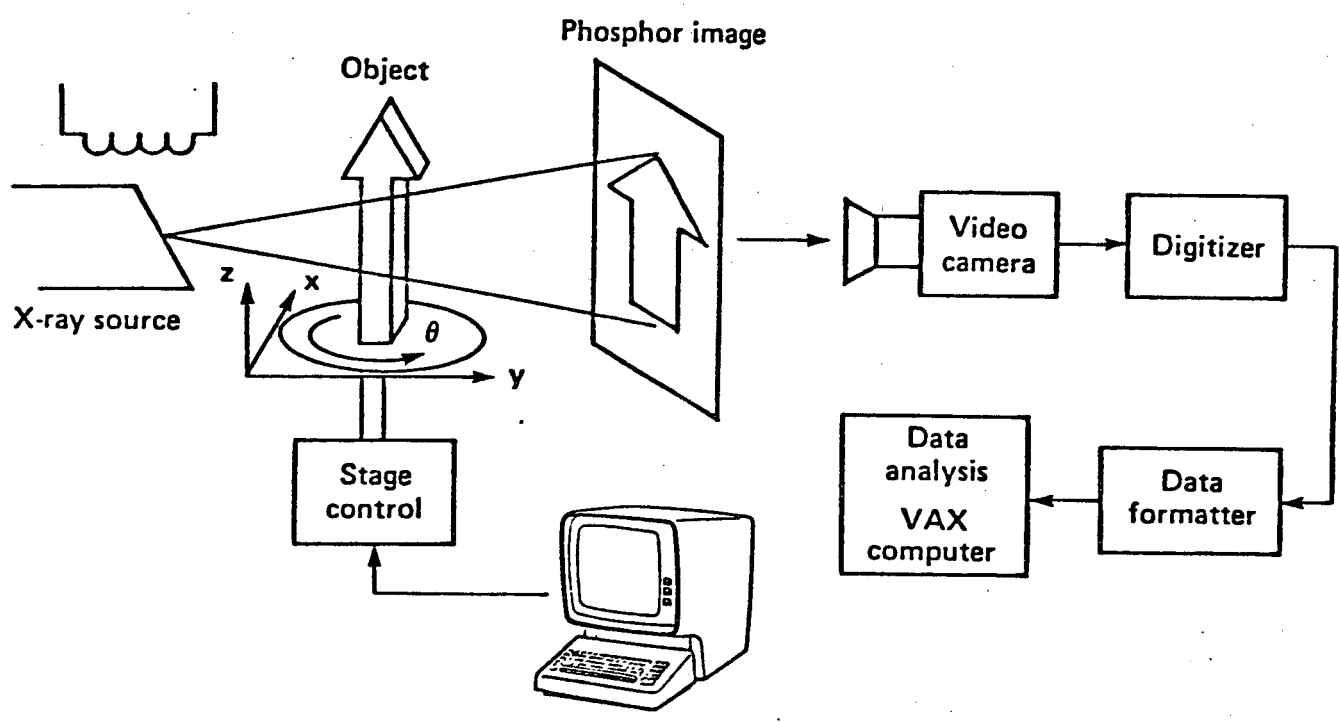 Phosphor image
Object
X-ray source
z
x
y
θ
Video
camera
Digitizer
Stage
control
Data
analysis
VAX
computer
Data
formatter